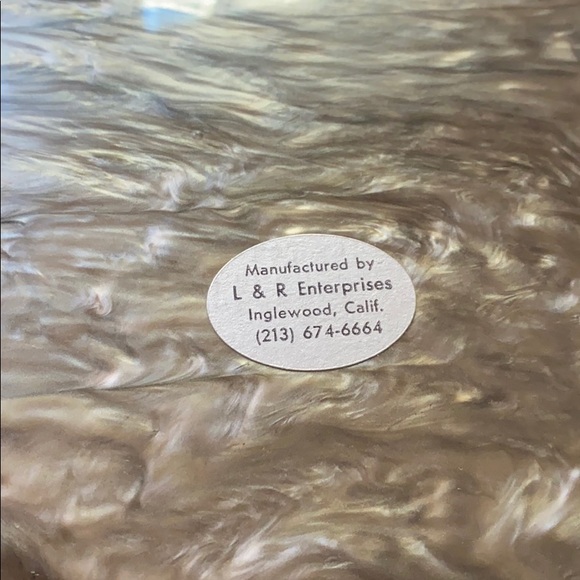 Manufactured by
L & R Enterprises
Inglewood, Calif.
(213) 674-6664